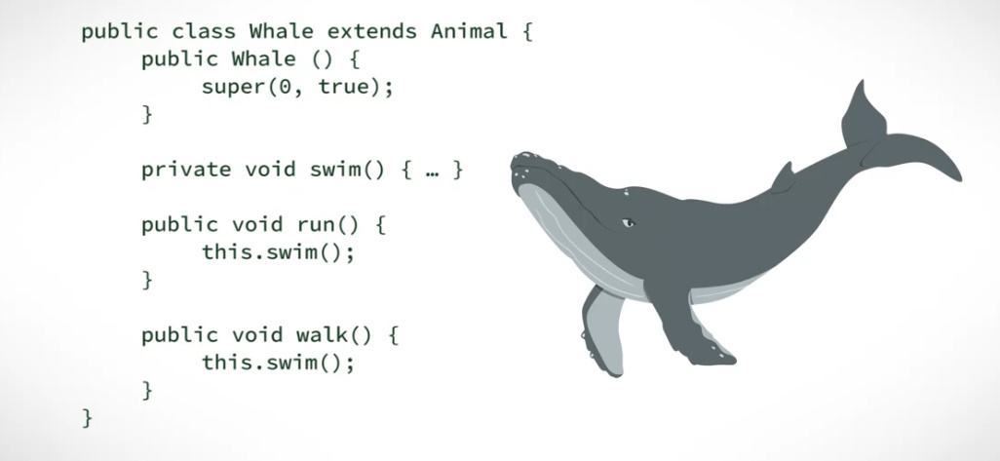 public class Whale extends Animal {
public Whale () {
super(0, true);
}
private void swim() { … }
public void run() {
this.swim();
}
public void walk() {
this.swim();
}
}